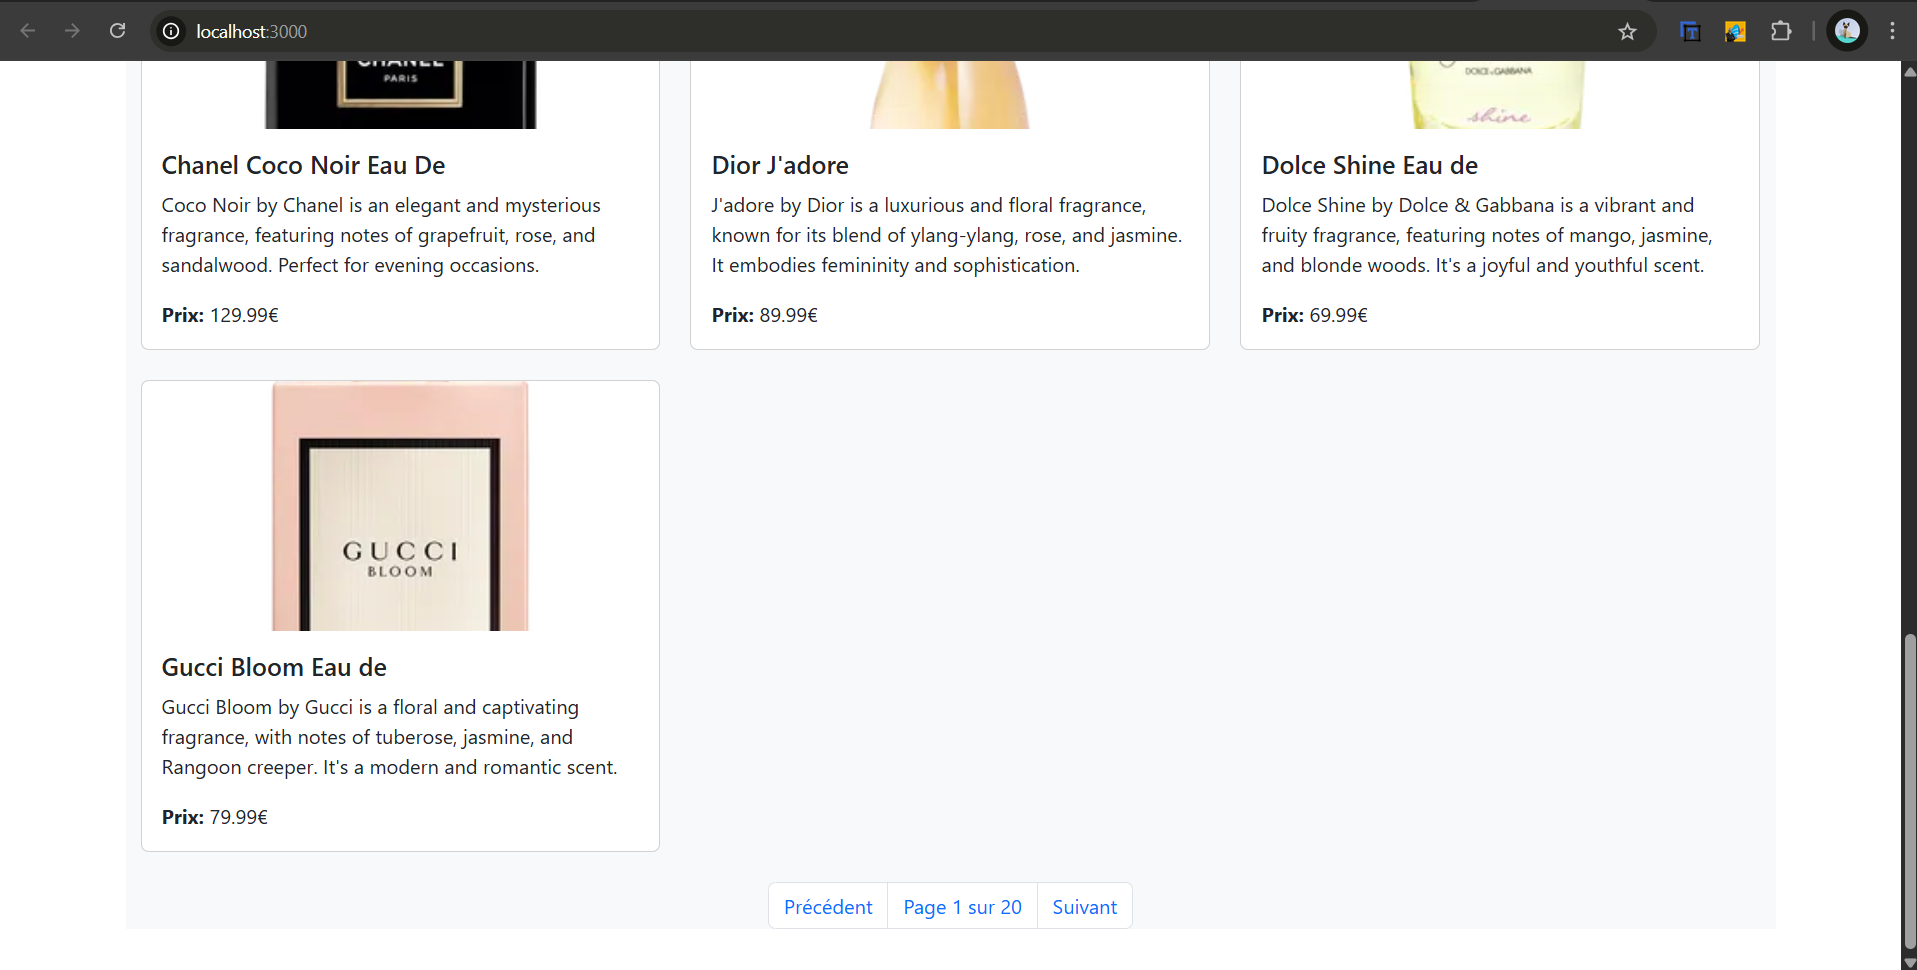 localhost:3000
CHANEL
PARIS
DOLCE & GABBANA
shine
Chanel Coco Noir Eau De
Coco Noir by Chanel is an elegant and mysterious
fragrance, featuring notes of grapefruit, rose, and
sandalwood. Perfect for evening occasions.
Prix: 129.99€
Dior J'adore
J'adore by Dior is a luxurious and floral fragrance,
known for its blend of ylang-ylang, rose, and jasmine.
It embodies femininity and sophistication.
Prix: 89.99€
Dolce Shine Eau de
Dolce Shine by Dolce & Gabbana is a vibrant and
fruity fragrance, featuring notes of mango, jasmine,
and blonde woods. It's a joyful and youthful scent.
Prix: 69.99€
GUCCI
BLOOM
Gucci Bloom Eau de
Gucci Bloom by Gucci is a floral and captivating
fragrance, with notes of tuberose, jasmine, and
Rangoon creeper. It's a modern and romantic scent.
Prix: 79.99€
Précédent
Page 1 sur 20
Suivant